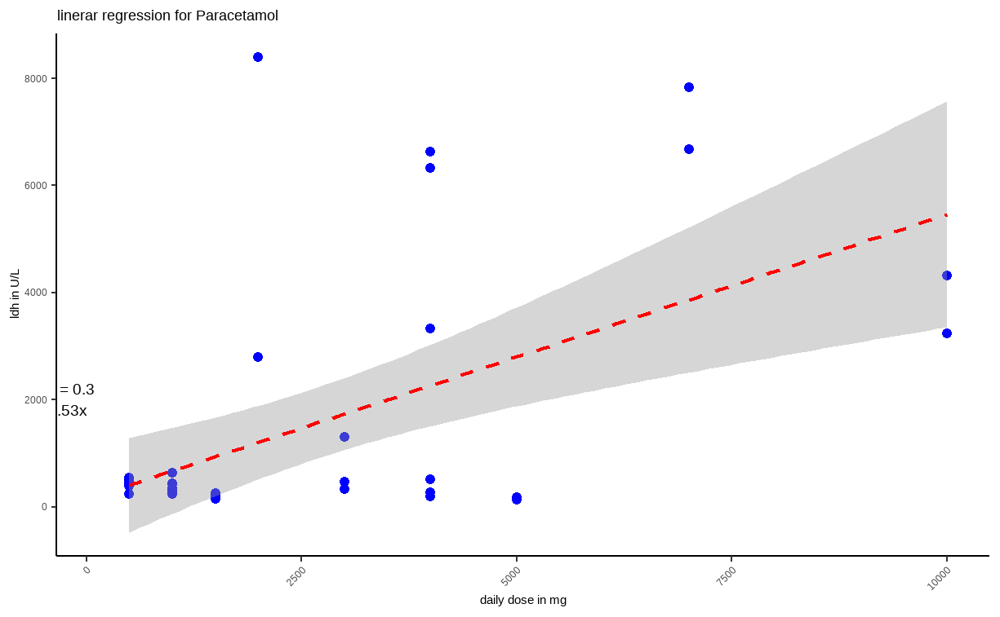 linerar regression for Paracetamol
8000
6000
4000
2000
0
ldh in U/L
= 0.3
.53x
0
2500
5000
7500
10000
daily dose in mg